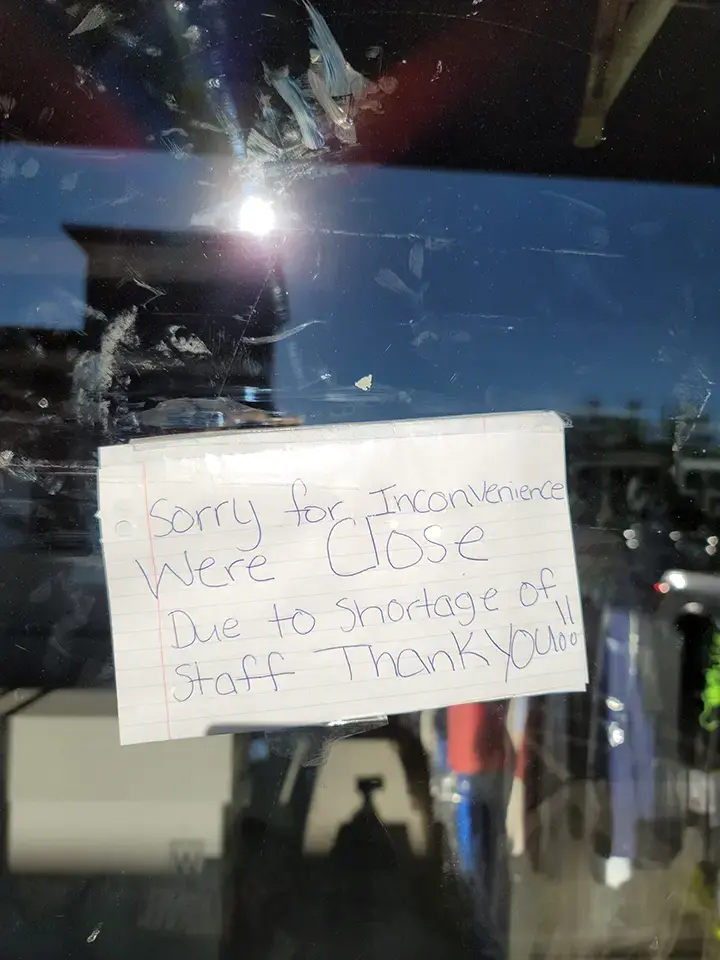 Sorry for Inconvenience
Were Close
Due to Shortage of
Staff Thank You!!